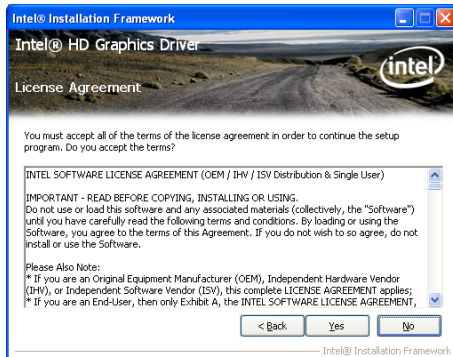 Intel® Installation Framework
Intel® HD Graphics Driver
intel
License Agreement
You must accept all of the terms of the license agreement in order to continue the setup
program. Do you accept the terms?
INTEL SOFTWARE LICENSE AGREEMENT (OEM / IHV / ISV Distribution & Single User)
IMPORTANT - READ BEFORE COPYING, INSTALLING OR USING.
Do not use or load this software and any associated materials (collectively, the "Software")
until you have carefully read the following terms and conditions. By loading or using the
Software, you agree to the terms of this Agreement. If you do not wish to so agree, do not
install or use the Software.
Please Also Note:
* If you are an Original Equipment Manufacturer (OEM), Independent Hardware Vendor
(IHV), or Independent Software Vendor (ISV), this complete LICENSE AGREEMENT applies;
* If you are an End-User, then only Exhibit A, the INTEL SOFTWARE LICENSE AGREEMENT,
< Back Yes No
Intel® Installation Framework